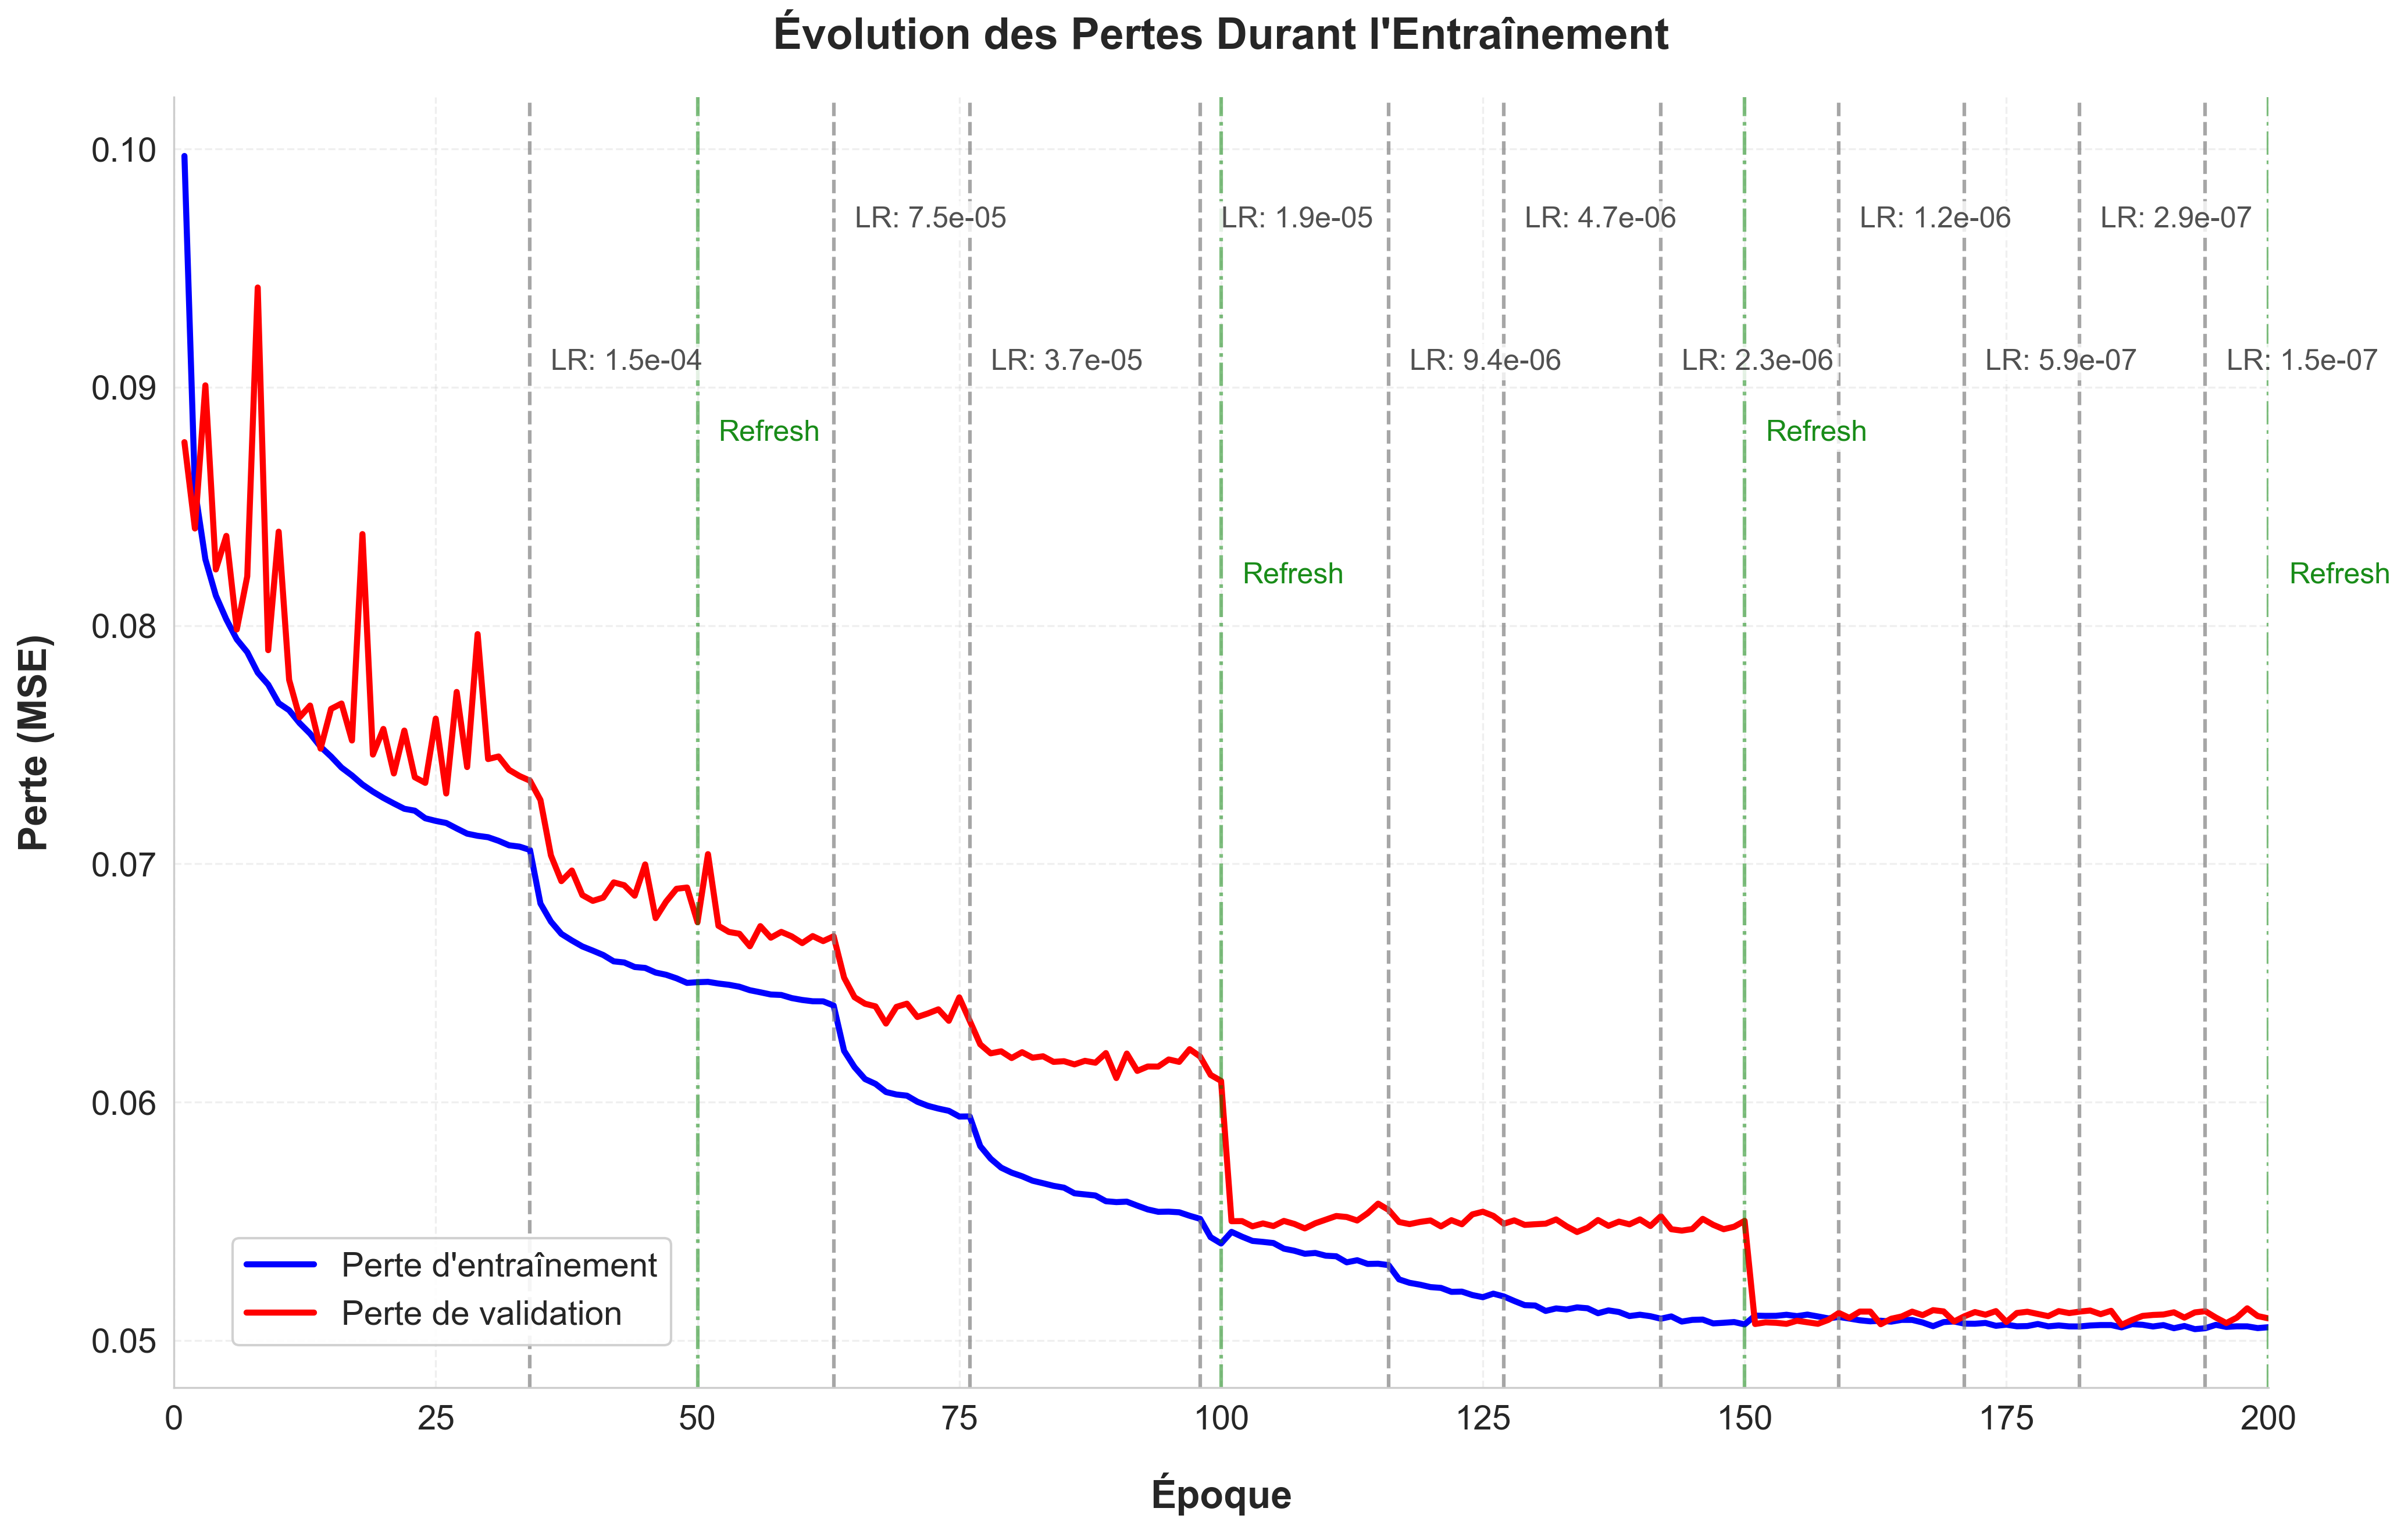 Évolution des Pertes Durant l'Entraînement
Perte (MSE)
0.10
0.09
0.08
0.07
0.06
0.05
LR: 7.5e-05
LR: 1.9e-05
LR: 4.7e-06
LR: 1.2e-06
LR: 2.9e-07
LR: 1.5e-04
LR: 3.7e-05
LR: 9.4e-06
LR: 2.3e-06
LR: 5.9e-07
LR: 1.5e-07
Refresh
Refresh
Refresh
Refresh
Perte d'entraînement
Perte de validation
0
25
50
75
100
125
150
175
200
Époque